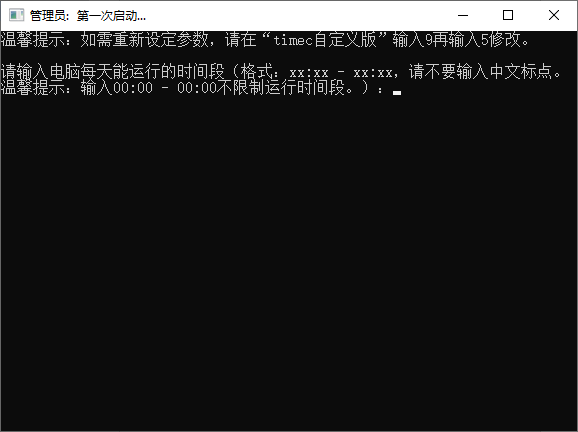 管理员: 第一次启动...
温馨提示：如需重新设定参数，请在“timec自定义版”输入9再输入5修改。
请输入电脑每天能运行的时间段（格式：xx:xx - xx:xx，请不要输入中文标点。
温馨提示：输入00:00 - 00:00不限制运行时间段。）：